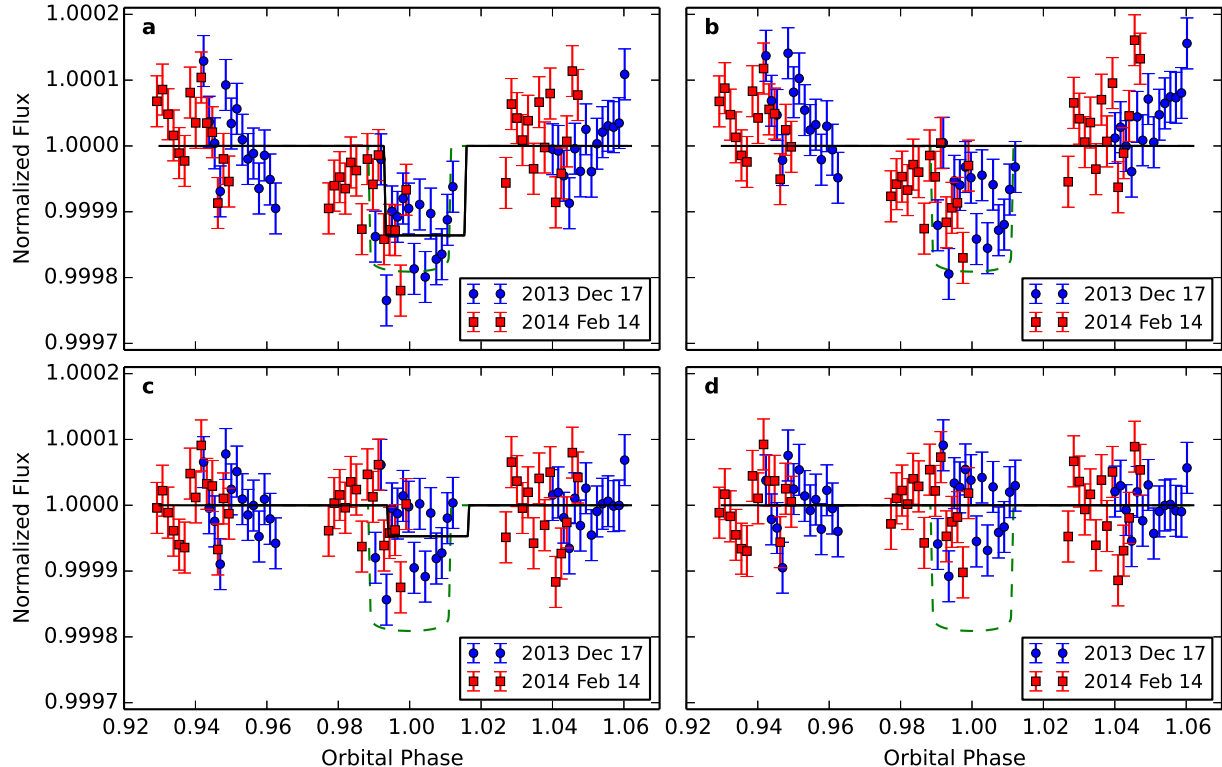 a
b
1.0002
1.0001
1.0000
0.9999
0.9998
0.9997
Normalized Flux
2013 Dec 17
2014 Feb 14
2013 Dec 17
2014 Feb 14
c
d
1.0002
1.0001
1.0000
0.9999
0.9998
0.9997
Normalized Flux
2013 Dec 17
2014 Feb 14
2013 Dec 17
2014 Feb 14
0.92 0.94 0.96 0.98 1.00 1.02 1.04 1.06
0.92 0.94 0.96 0.98 1.00 1.02 1.04 1.06
Orbital Phase
Orbital Phase